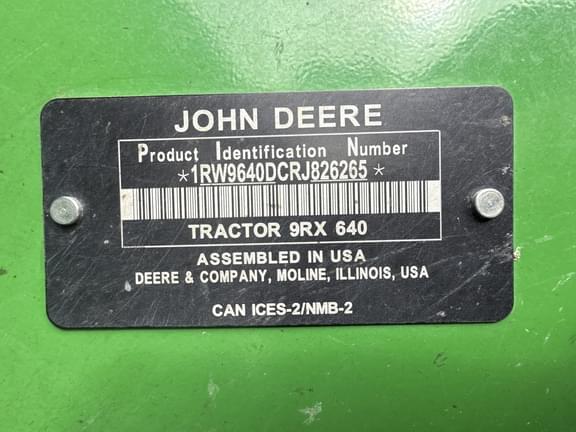 JOHN DEERE
Product Identification Number
*1RW9640DCRJ826265*
TRACTOR 9RX 640
ASSEMBLED IN USA
DEERE & COMPANY, MOLINE, ILLINOIS, USA
CAN ICES-2/NMB-2